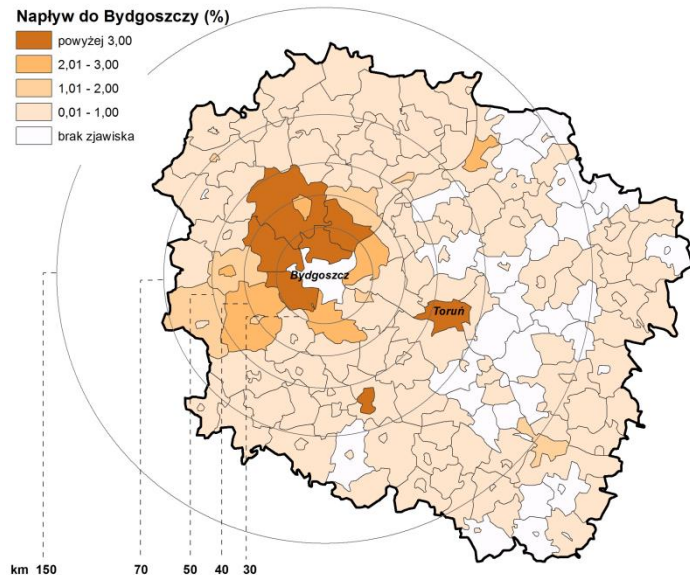 Napływ do Bydgoszczy (%)
powyżej 3,00
2,01 - 3,00
1,01 - 2,00
0,01 - 1,00
brak zjawiska
Bydgoszcz
Toruń
km 150 70 50 40 30